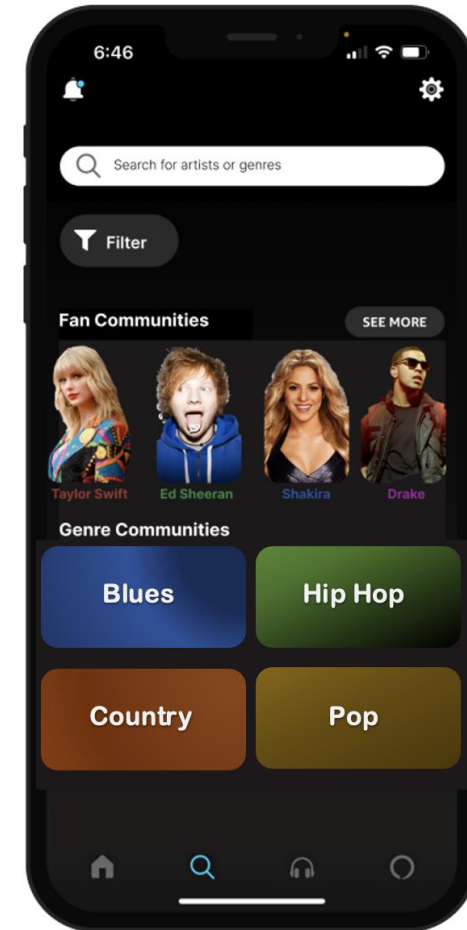 6:46
Search for artists or genres
Filter
Fan Communities
SEE MORE
Taylor Swift
Ed Sheeran
Shakira
Drake
Genre Communities
Blues
Hip Hop
Country
Pop